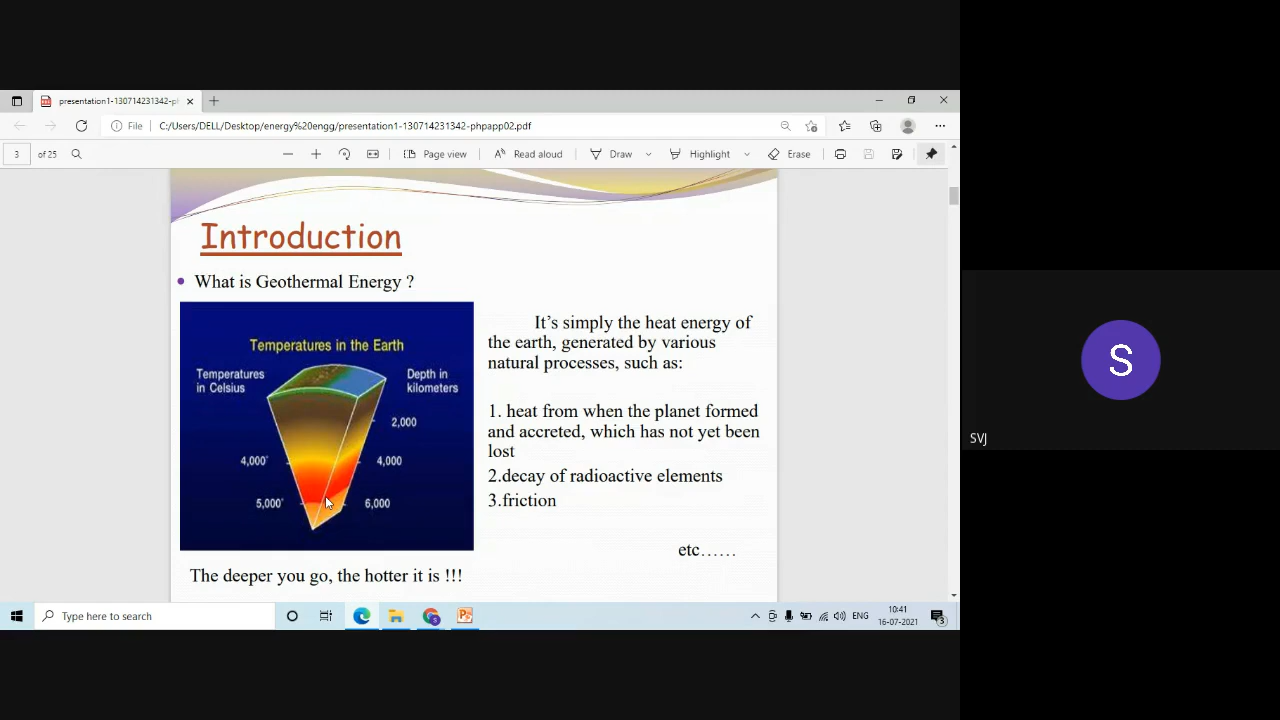 presentation1-130714231342-ph
File
C:/Users/DELL/Desktop/energy%20engg/presentation1-130714231342-phpapp02.pdf
3
of 25
Page view
Read aloud
Draw
Highlight
Erase
Introduction
What is Geothermal Energy ?
Temperatures in the Earth
Temperatures
in Celsius
Depth in
kilometers
2,000
4,000°
4,000
5,000°
6,000
The deeper you go, the hotter it is !!!
It's simply the heat energy of
the earth, generated by various
natural processes, such as:
1. heat from when the planet formed
and accreted, which has not yet been
lost
2.decay of radioactive elements
3.friction
etc......
S
SVJ
Type here to search
ENG
10:41
16-07-2021
3